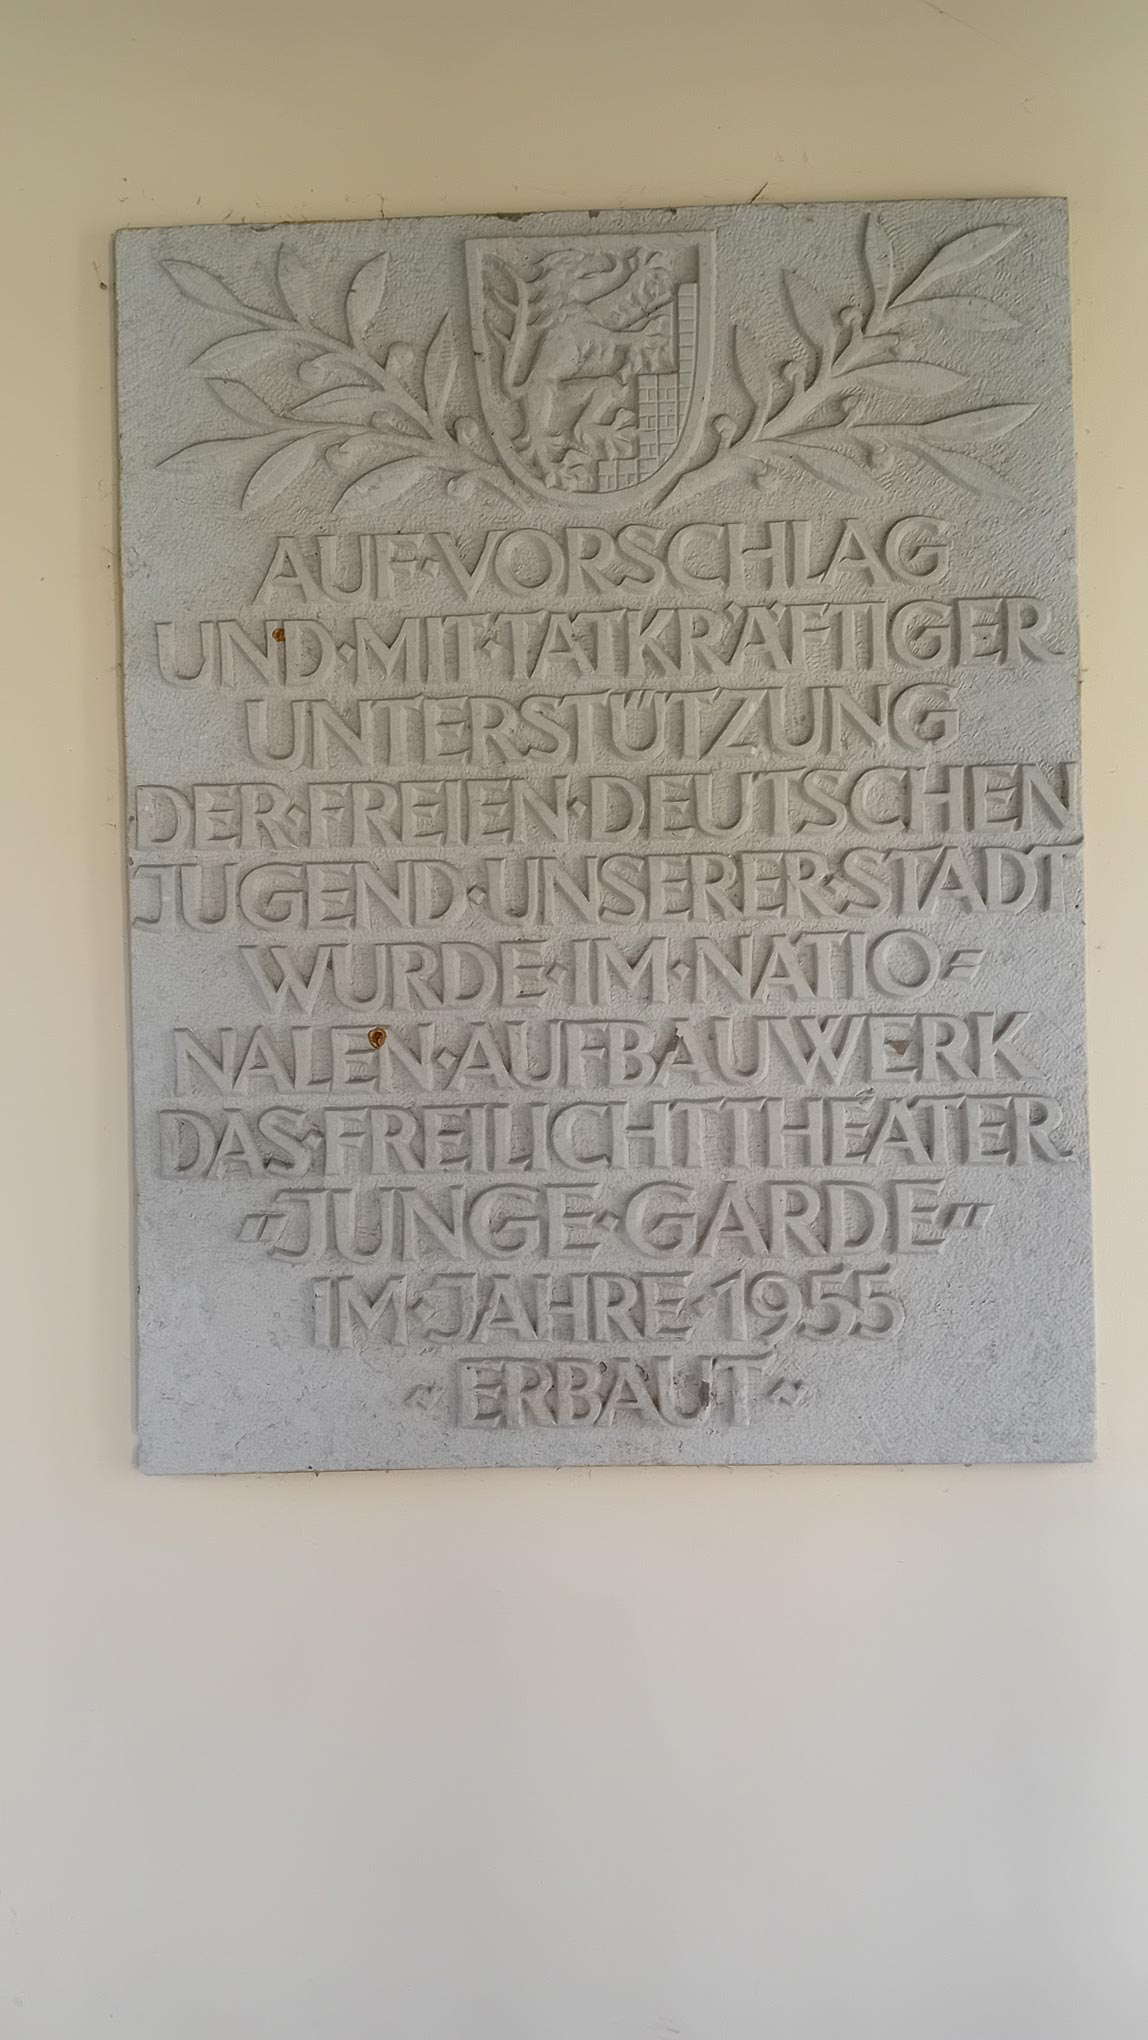 AUF·VORSCHLAG
UND·MIT·TATKRÄFTIGER
UNTERSTÜTZUNG
DER·FREIEN·DEUTSCHEN
JUGEND·UNSERER·STADT
WURDE·IM·NATIO=
NALEN·AUFBAUWERK
DAS·FREILICHTTHEATER
"JUNGE·GARDE"
IM·JAHRE·1955
~ERBAUT~